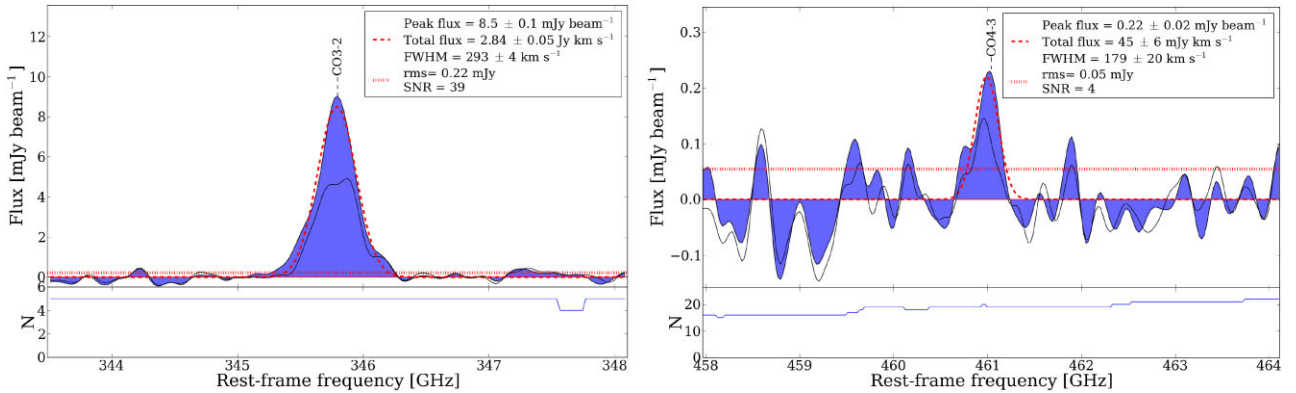 Peak flux = 8.5 ± 0.1 mJy beam⁻¹
Total flux = 2.84 ± 0.05 Jy km s⁻¹
FWHM = 293 ± 4 km s⁻¹
rms= 0.22 mJy
SNR = 39
CO3-2
12
10
8
6
4
2
0
Flux [mJy beam⁻¹]
6
4
2
0
N
344 345 346 347 348
Rest-frame frequency [GHz]
Peak flux = 0.22 ± 0.02 mJy beam⁻¹
Total flux = 45 ± 6 mJy km s⁻¹
FWHM = 179 ± 20 km s⁻¹
rms= 0.05 mJy
SNR = 4
CO4-3
0.3
0.2
0.1
0.0
−0.1
Flux [mJy beam⁻¹]
20
10
0
N
458 459 460 461 462 463 464
Rest-frame frequency [GHz]